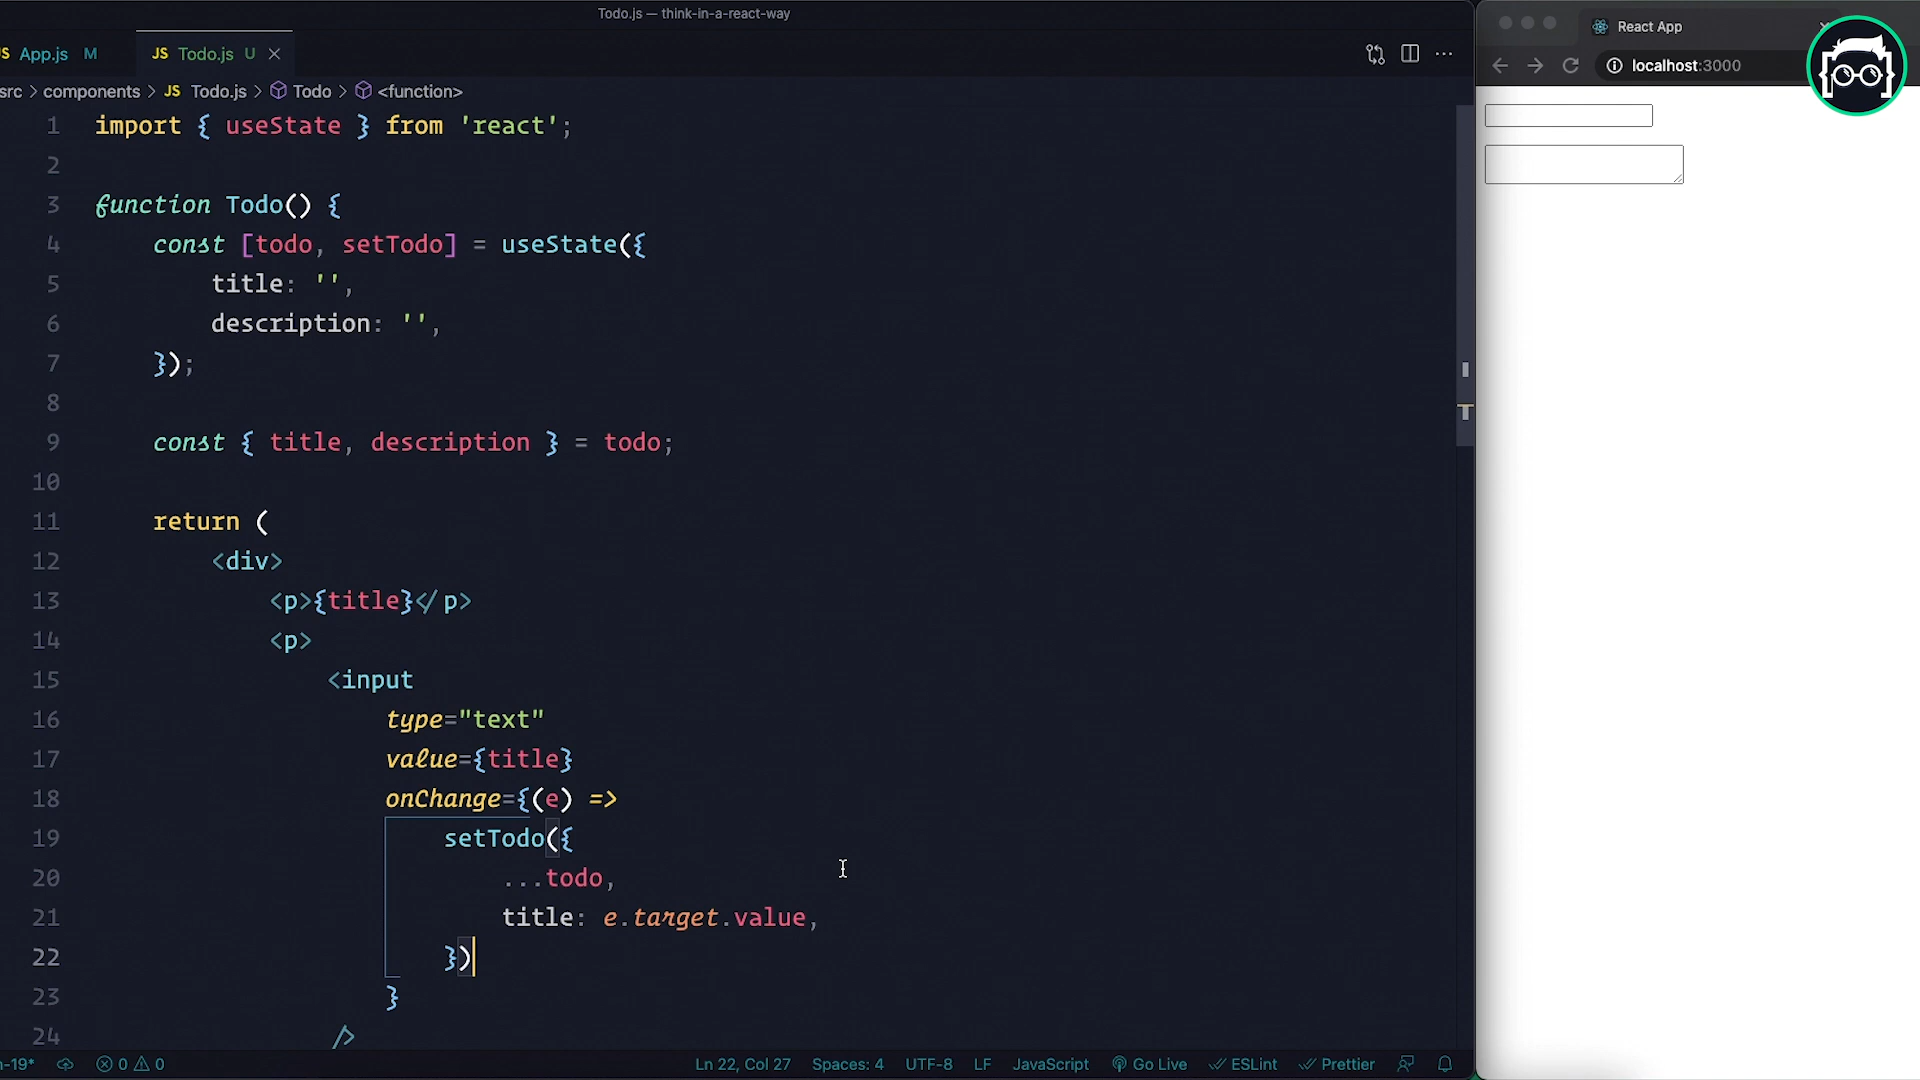 Todo.js — think-in-a-react-way
JS App.js M
JS Todo.js U
src > components > JS Todo.js > Todo > <function>
1 import { useState } from 'react';
2
3 function Todo() {
4 const [todo, setTodo] = useState({
5 title: '',
6 description: '',
7 });
8
9 const { title, description } = todo;
10
11 return (
12 <div>
13 <p>{title}</p>
14 <p>
15 <input
16 type="text"
17 value={title}
18 onChange={(e) =>
19 setTodo({
20 ...todo,
21 title: e.target.value,
22 })
23 }
24 />
n-19* 0 0 Ln 22, Col 27 Spaces: 4 UTF-8 LF JavaScript Go Live ESLint Prettier
React App
localhost:3000